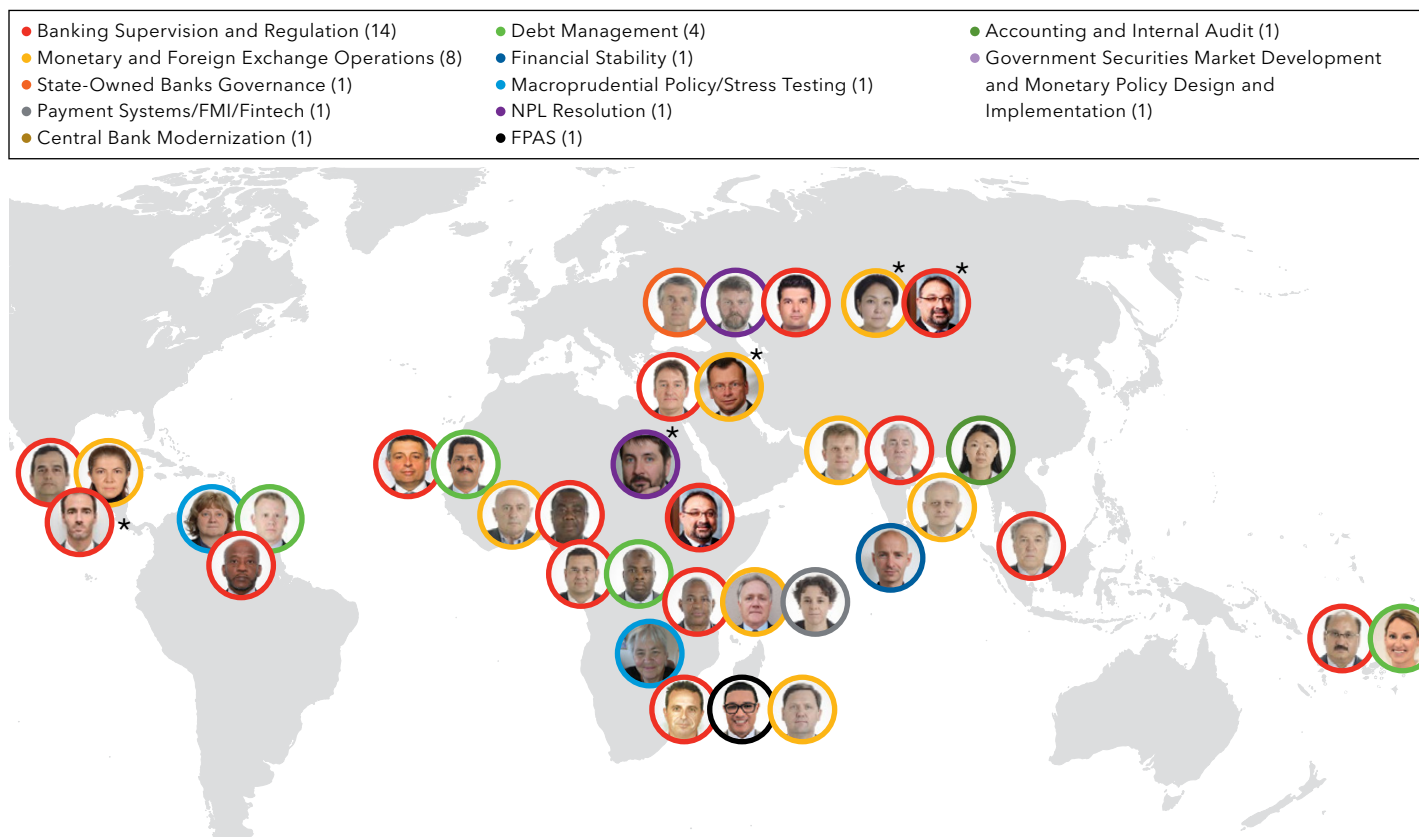 Banking Supervision and Regulation (14)
Monetary and Foreign Exchange Operations (8)
State-Owned Banks Governance (1)
Payment Systems/FMI/Fintech (1)
Central Bank Modernization (1)
Debt Management (4)
Financial Stability (1)
Macroprudential Policy/Stress Testing (1)
NPL Resolution (1)
FPAS (1)
Accounting and Internal Audit (1)
Government Securities Market Development
and Monetary Policy Design and
Implementation (1)
*
*
*
*
*